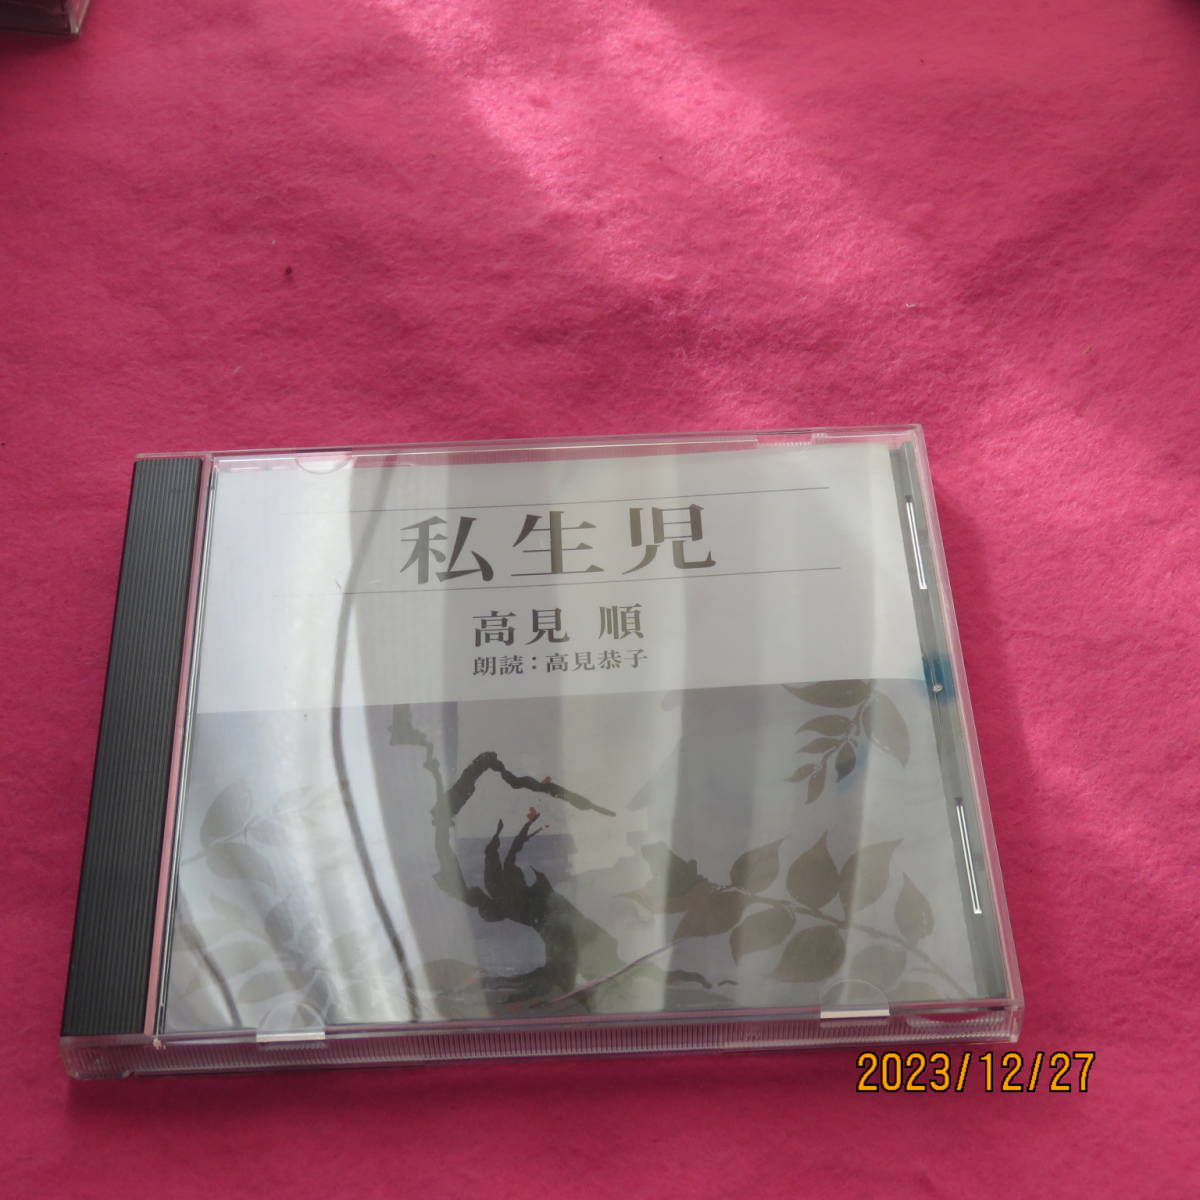 私生児
高見 順
朗読：高見恭子
2023/12/27